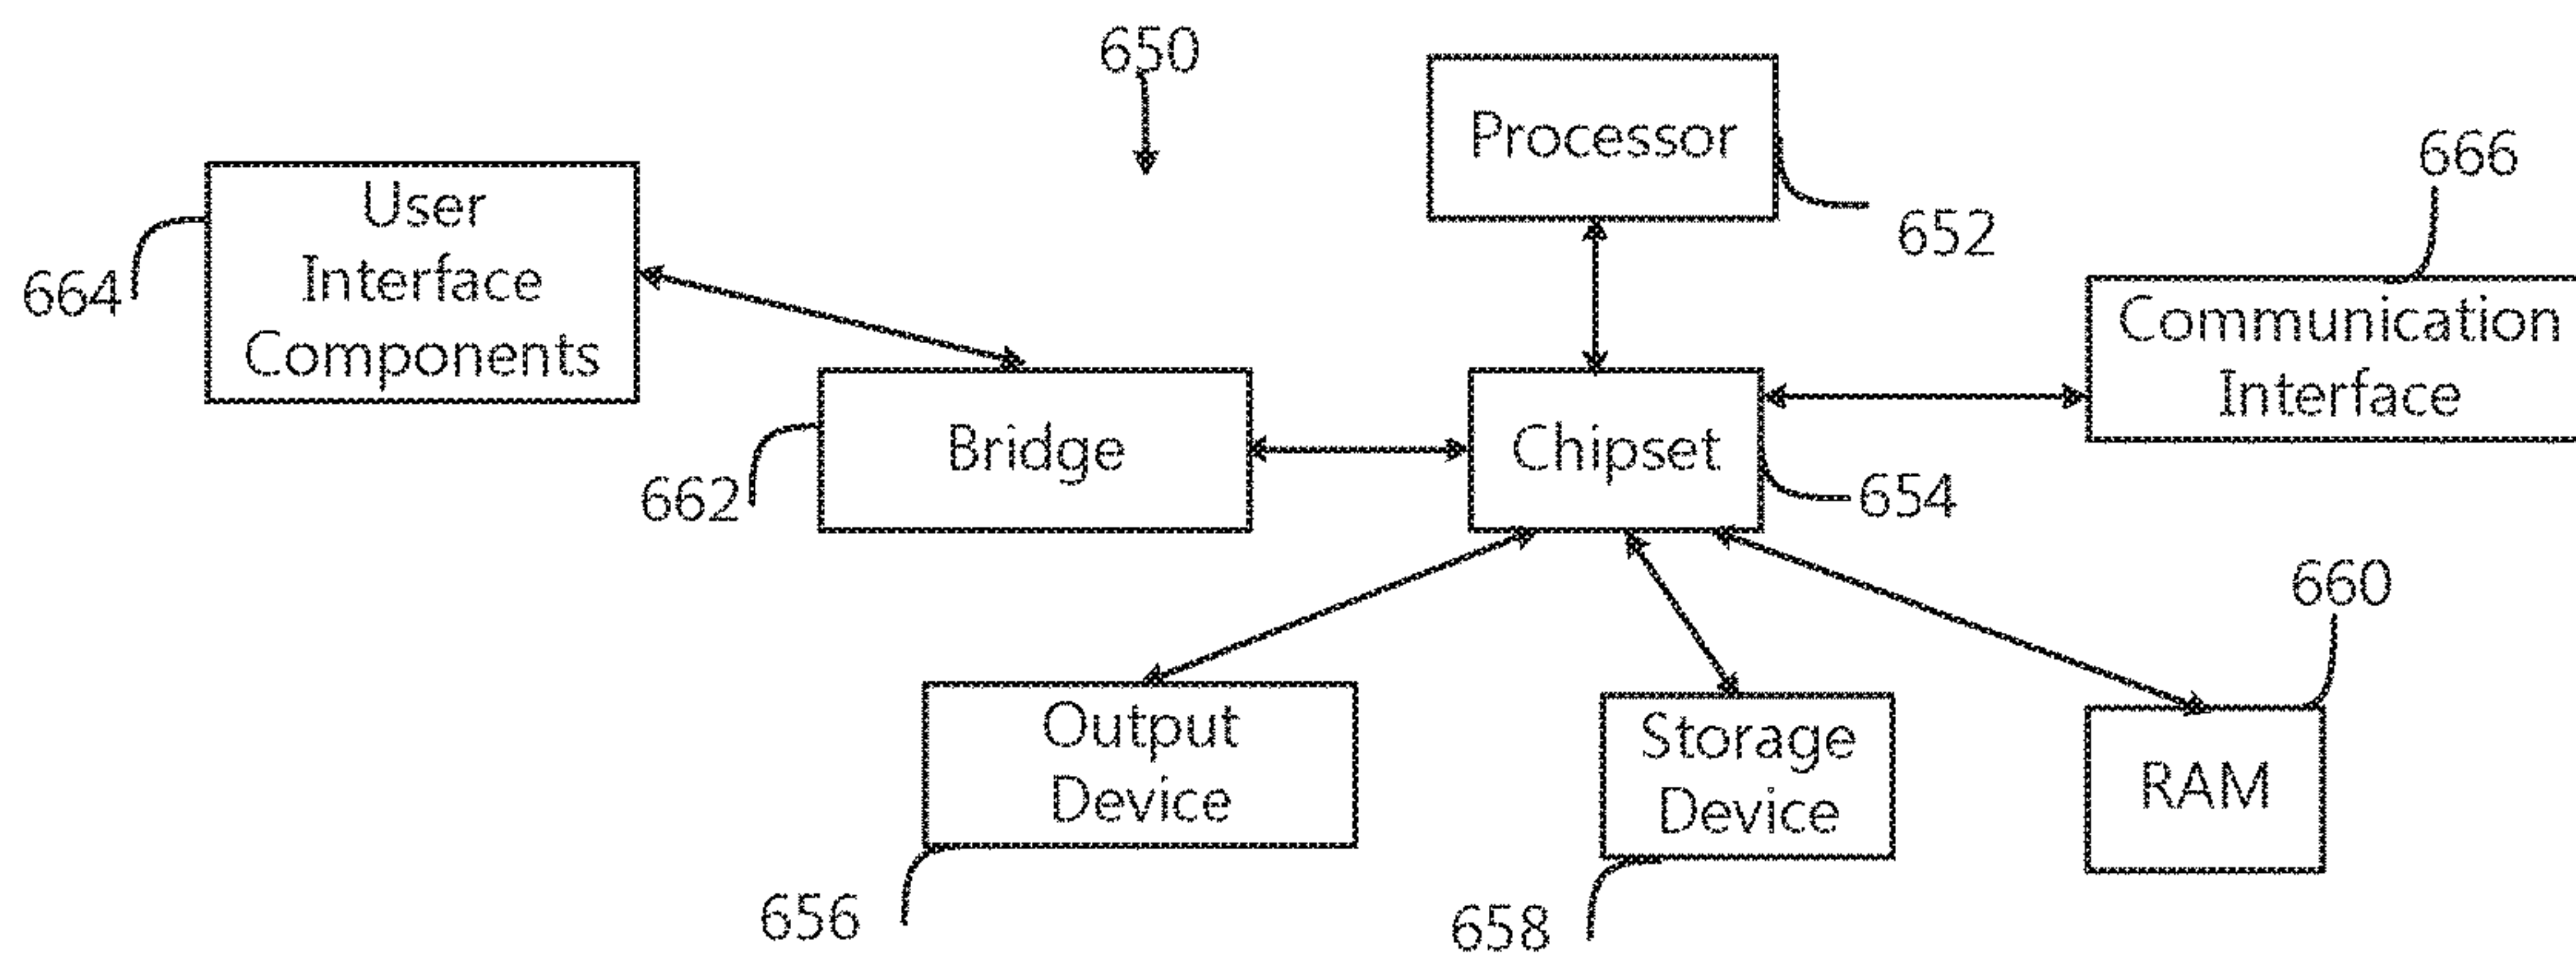 650
Processor
666
User
Interface
Components
652
664
Communication
Interface
Bridge
Chipset
662
654
660
Output
Device
Storage
Device
RAM
656
658